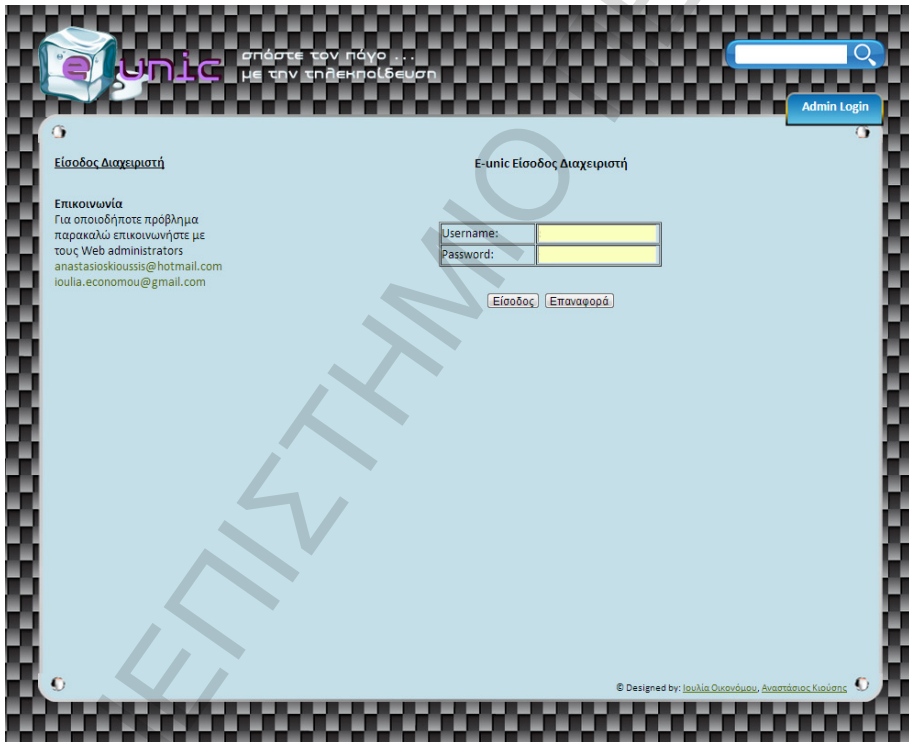 e-unic
σπάστε τον πάγο ...
με την τηλεκπαίδευση
Admin Login
Είσοδος Διαχειριστή
E-unic Είσοδος Διαχειριστή
Επικοινωνία
Για οποιοδήποτε πρόβλημα
παρακαλώ επικοινωνήστε με
τους Web administrators
anastasioskioussis@hotmail.com
ioulia.economou@gmail.com
Username:
Password:
Είσοδος Επαναφορά
© Designed by: Ιουλία Οικονόμου, Αναστάσιος Κιούσης